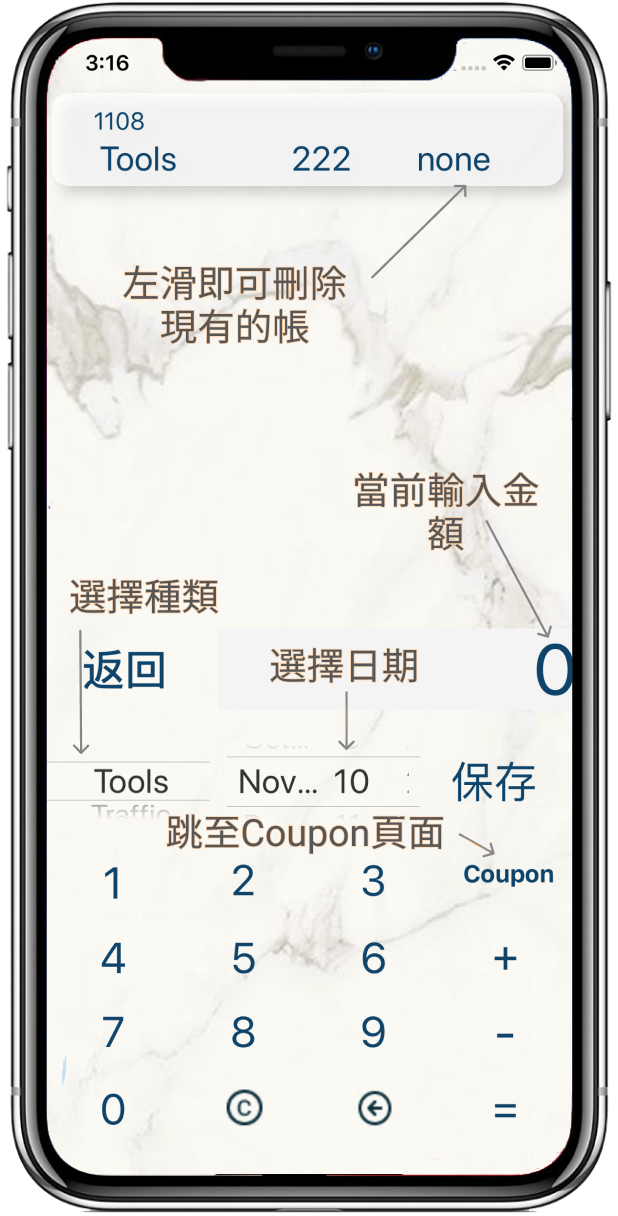 3:16
1108
Tools 222 none
左滑即可刪除
現有的帳
當前輸入金
額
選擇種類
返回 選擇日期 0
Tools Nov... 10 保存
Traffic
跳至Coupon頁面
1 2 3 Coupon
4 5 6 +
7 8 9 -
0 C =